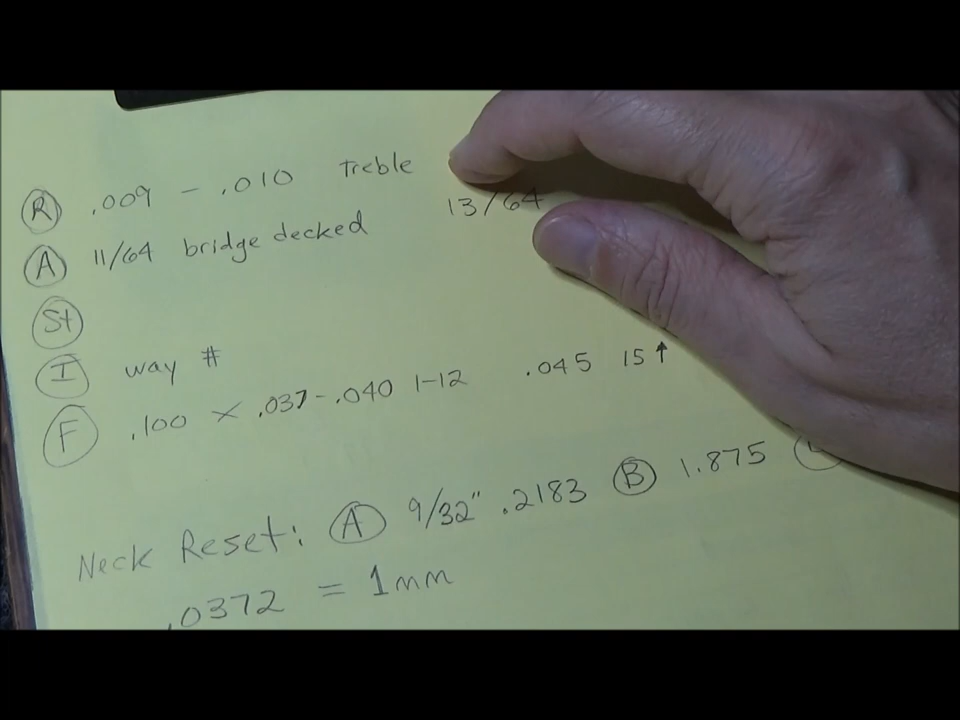 R .009 - .010 Treble
A 11/64 bridge decked 13/64
St
I way #
F .100 × .037 - .040 1-12 .045 15↑
Neck Reset: A 9/32" .2183 B 1.875
.0372 = 1mm